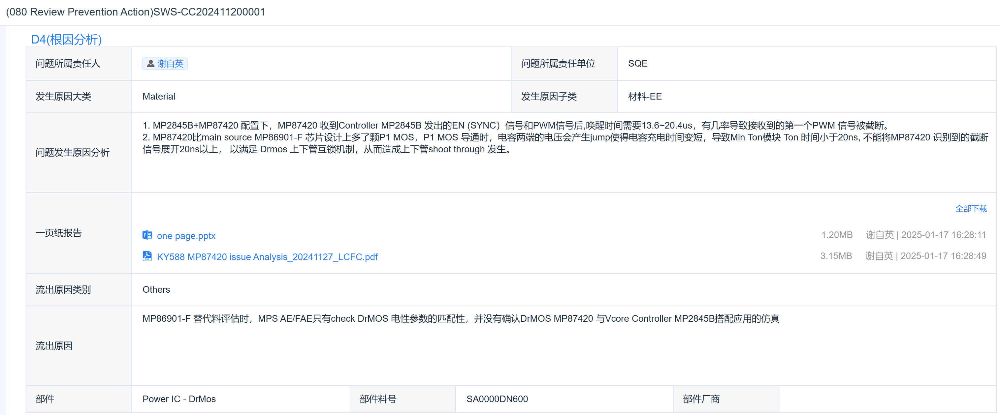 (080 Review Prevention Action)SWS-CC202411200001
D4(根因分析)
问题所属责任人 谢自英 问题所属责任单位 SQE
发生原因大类 Material 发生原因子类 材料-EE
问题发生原因分析
1. MP2845B+MP87420 配置下，MP87420 收到Controller MP2845B 发出的EN (SYNC）信号和PWM信号后,唤醒时间需要13.6~20.4us，有几率导致接收到的第一个PWM 信号被截断。
2. MP87420比main source MP86901-F 芯片设计上多了颗P1 MOS，P1 MOS 导通时，电容两端的电压会产生jump使得电容充电时间变短，导致Min Ton模块 Ton 时间小于20ns, 不能将MP87420 识别到的截断
信号展开20ns以上， 以满足 Drmos 上下管互锁机制，从而造成上下管shoot through 发生。
全部下载
一页纸报告
one page.pptx 1.20MB 谢自英 | 2025-01-17 16:28:11
KY588 MP87420 issue Analysis_20241127_LCFC.pdf 3.15MB 谢自英 | 2025-01-17 16:28:49
流出原因类别 Others
流出原因
MP86901-F 替代料评估时，MPS AE/FAE只有check DrMOS 电性参数的匹配性，并没有确认DrMOS MP87420 与Vcore Controller MP2845B搭配应用的仿真
部件 Power IC - DrMos 部件料号 SA0000DN600 部件厂商